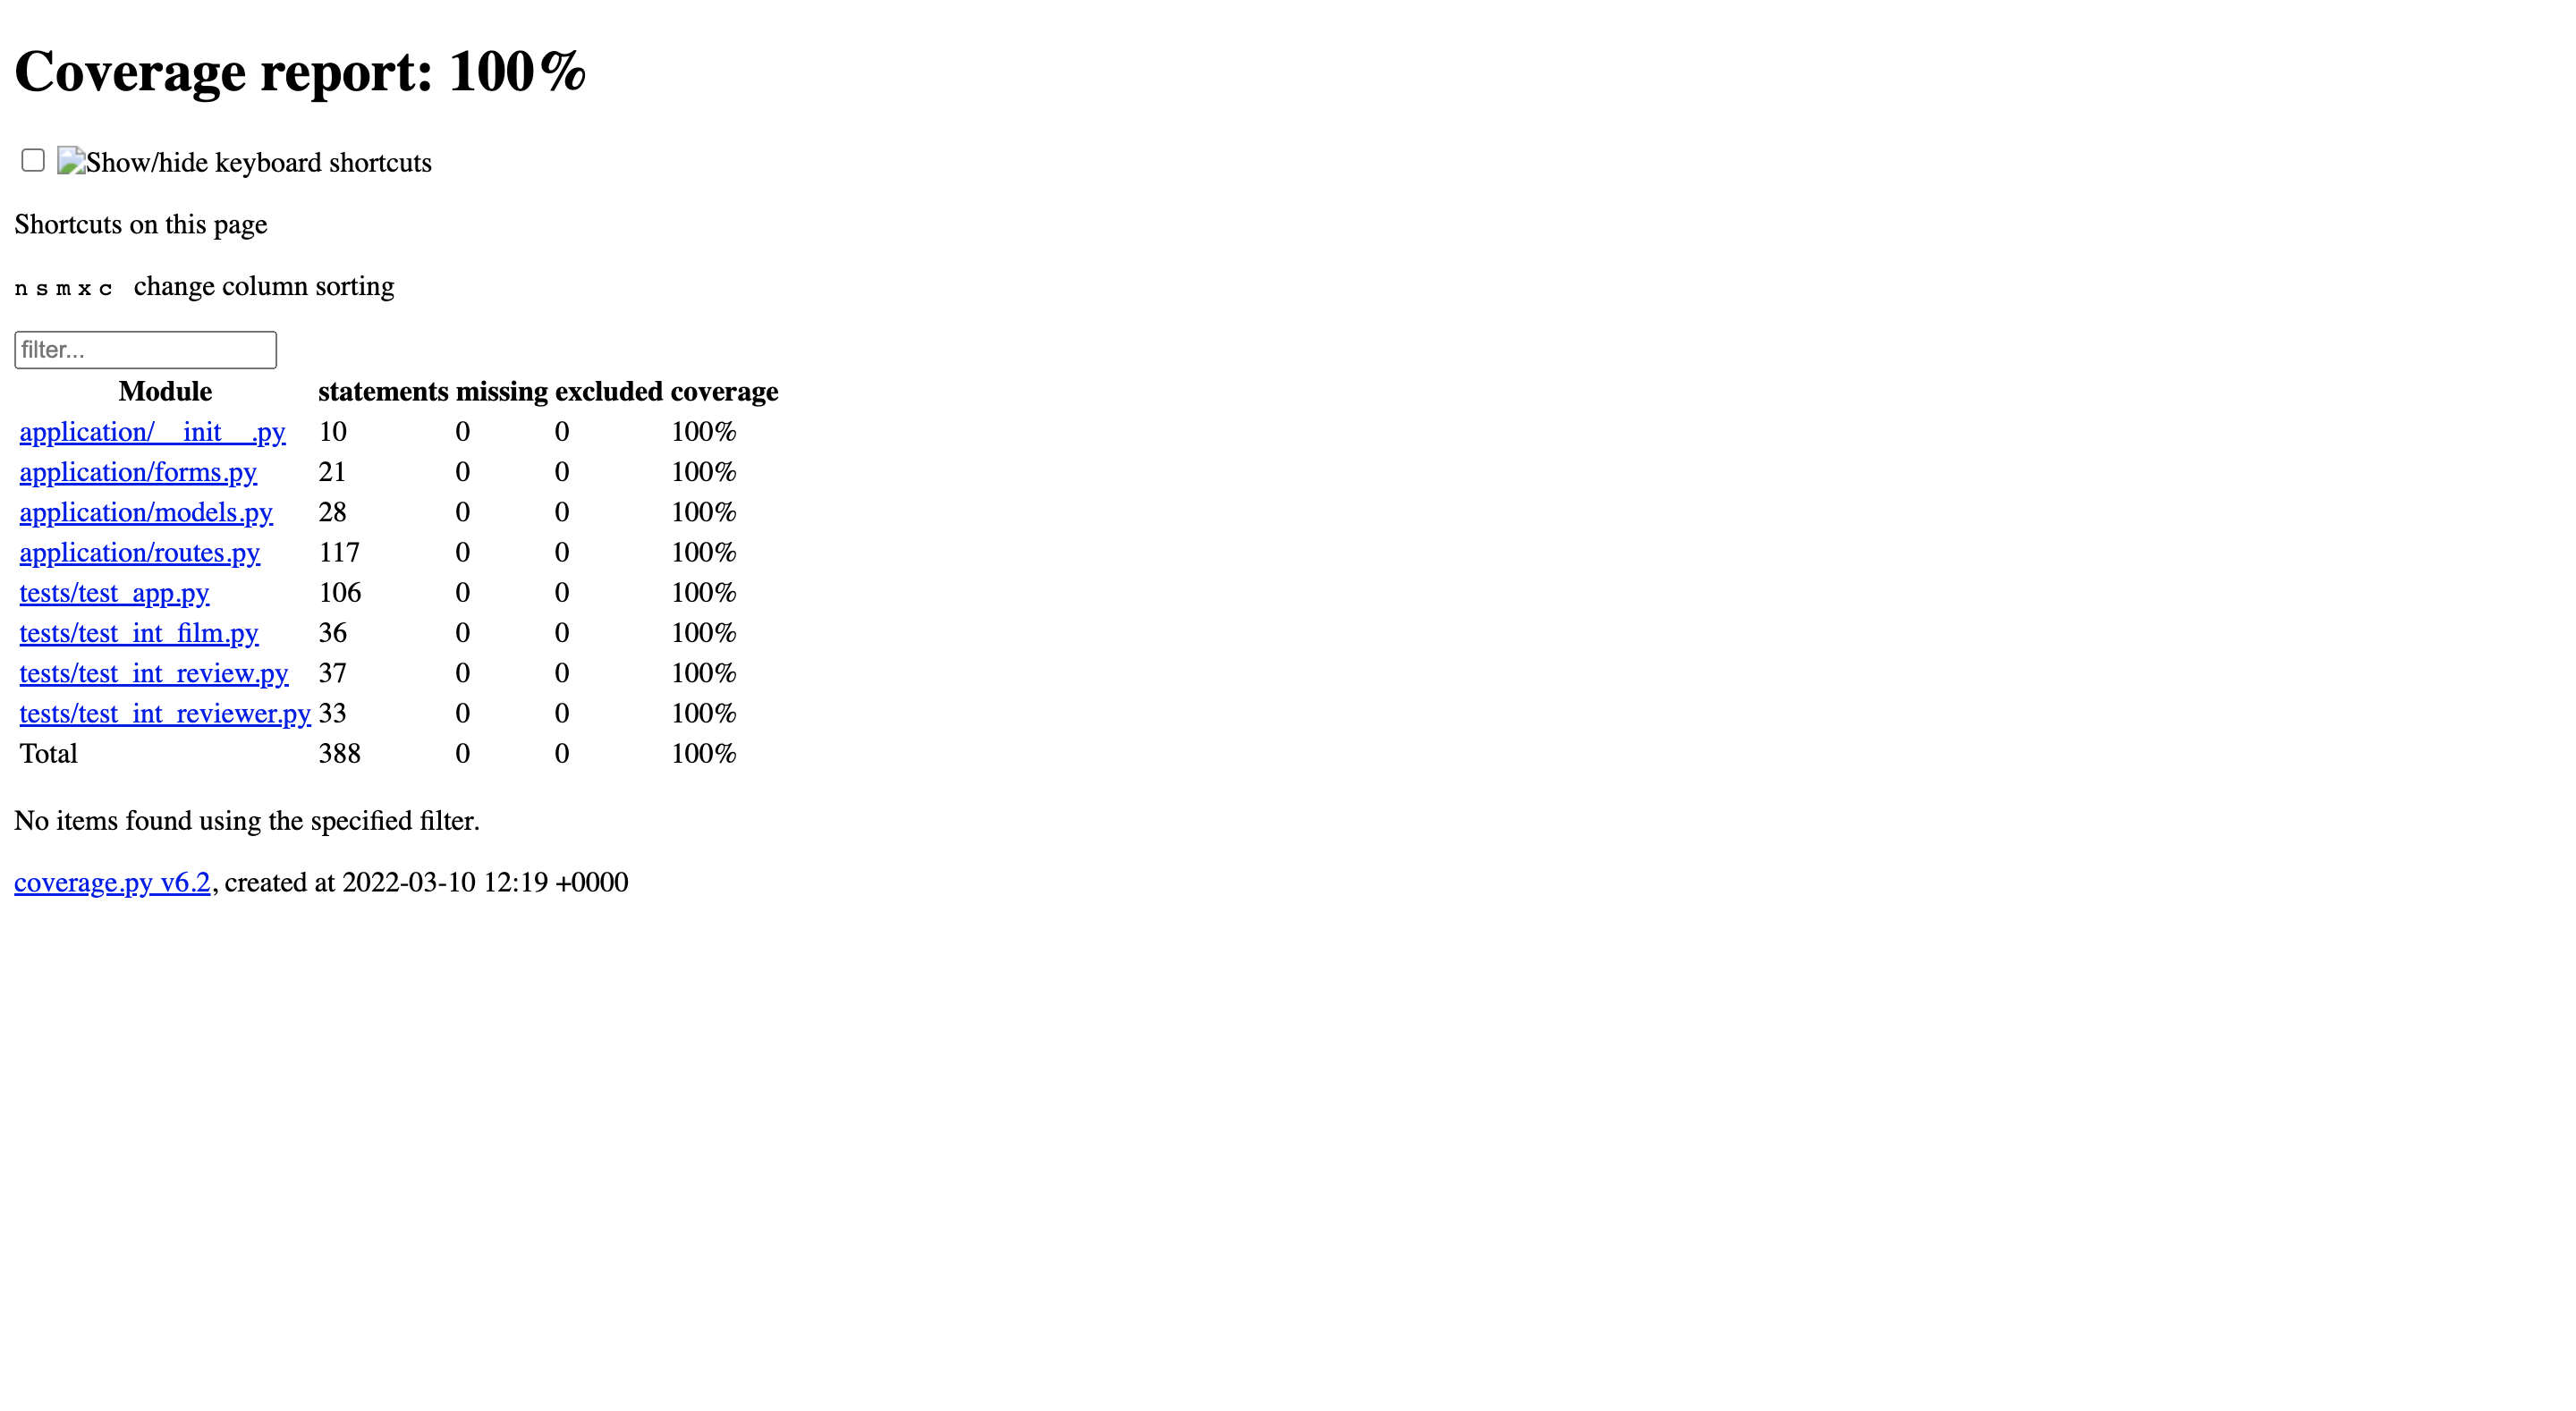 Coverage report: 100%
Show/hide keyboard shortcuts
Shortcuts on this page
n s m x c change column sorting
filter...
Module statements missing excluded coverage
application/__init__.py 10 0 0 100%
application/forms.py 21 0 0 100%
application/models.py 28 0 0 100%
application/routes.py 117 0 0 100%
tests/test_app.py 106 0 0 100%
tests/test_int_film.py 36 0 0 100%
tests/test_int_review.py 37 0 0 100%
tests/test_int_reviewer.py 33 0 0 100%
Total 388 0 0 100%
No items found using the specified filter.
coverage.py v6.2, created at 2022-03-10 12:19 +0000